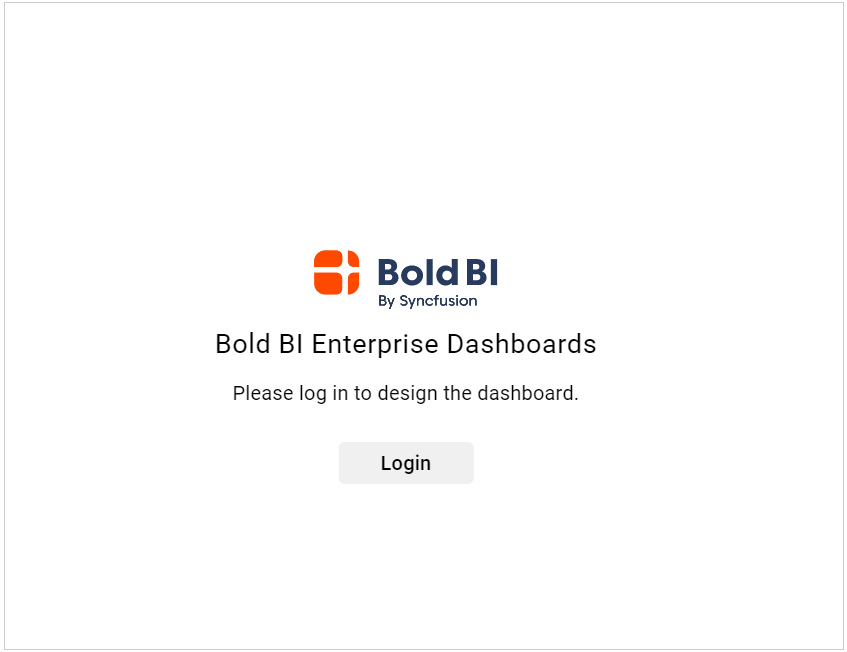 Bold BI
By Syncfusion
Bold BI Enterprise Dashboards
Please log in to design the dashboard.
Login